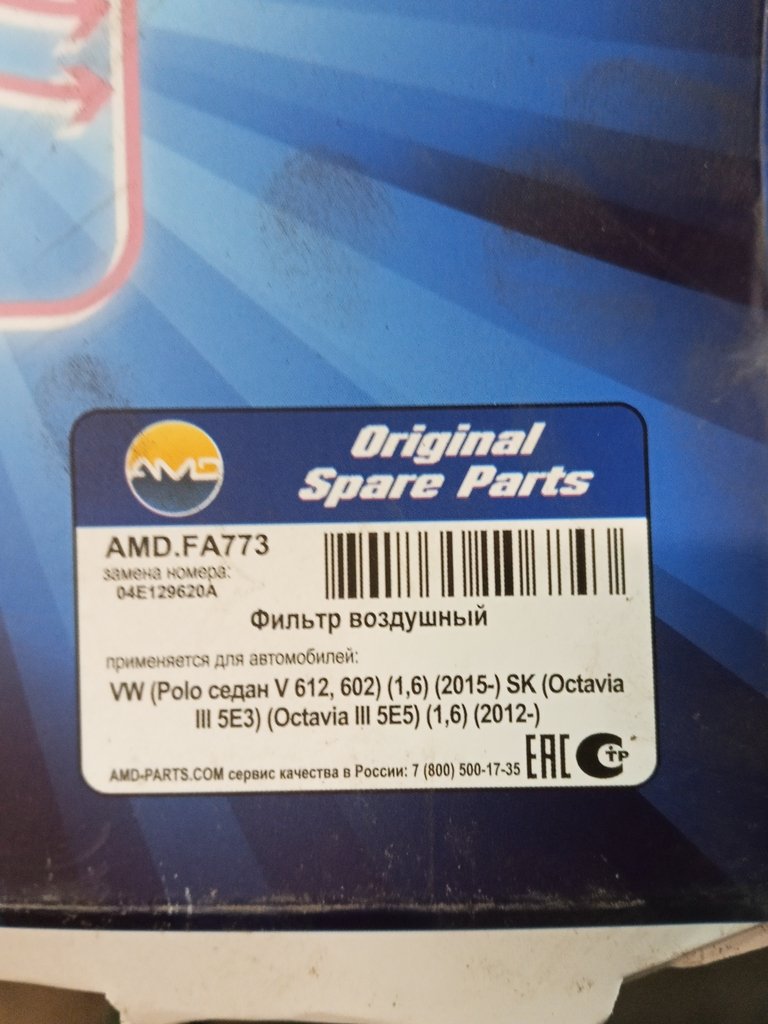 AMD
Original
Spare Parts
AMD.FA773
замена номера:
04E129620A
Фильтр воздушный
применяется для автомобилей:
VW (Polo седан V 612, 602) (1,6) (2015-) SK (Octavia
III 5E3) (Octavia III 5E5) (1,6) (2012-)
AMD-PARTS.COM сервис качества в России: 7 (800) 500-17-35
EAC
СТР